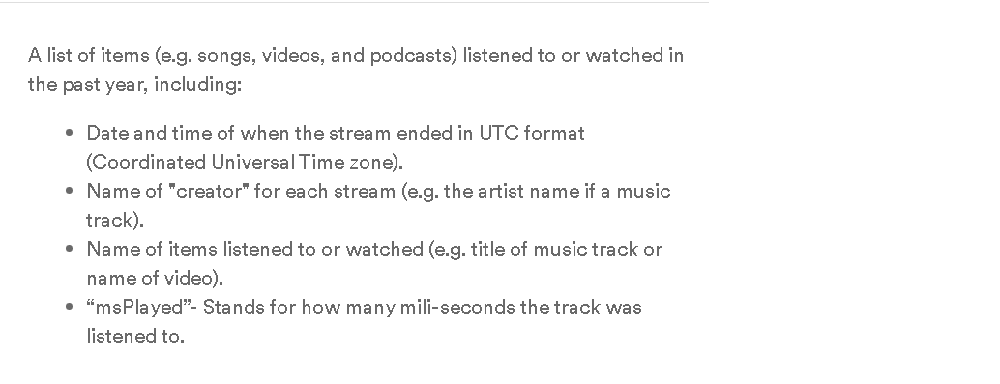 A list of items (e.g. songs, videos, and podcasts) listened to or watched in
the past year, including:
• Date and time of when the stream ended in UTC format
(Coordinated Universal Time zone).
• Name of "creator" for each stream (e.g. the artist name if a music
track).
• Name of items listened to or watched (e.g. title of music track or
name of video).
• “msPlayed”- Stands for how many mili-seconds the track was
listened to.